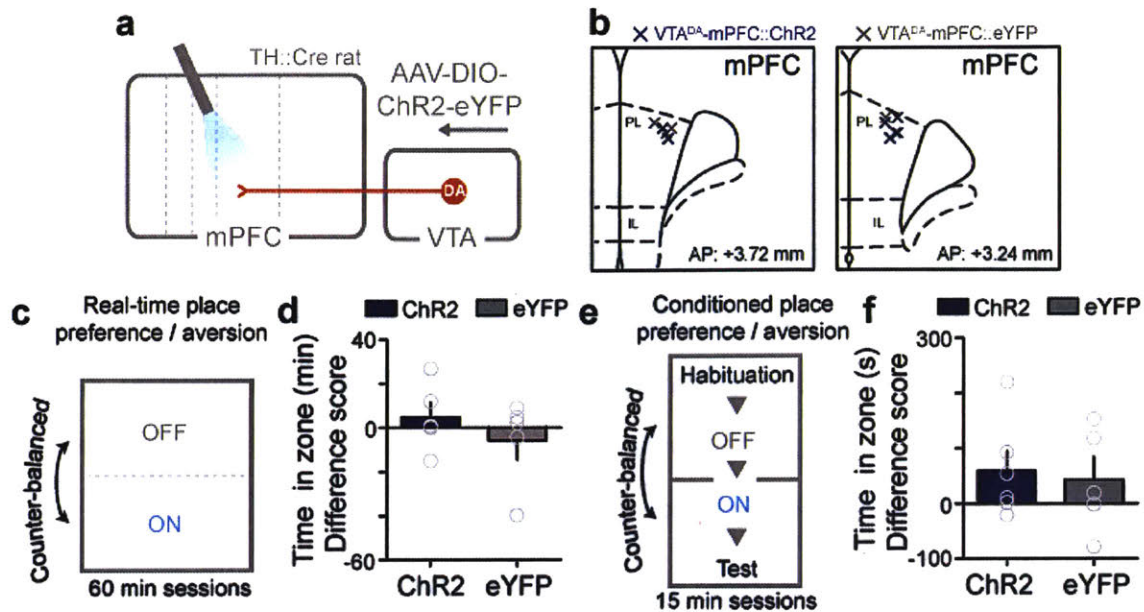 a
TH::Cre rat
AAV-DIO-
ChR2-eYFP
DA
mPFC
VTA
b
VTAᴰᴬ-mPFC::ChR2
mPFC
PL
IL
AP: +3.72 mm
VTAᴰᴬ-mPFC::eYFP
mPFC
PL
IL
AP: +3.24 mm
c
Real-time place
preference / aversion
Counter-balanced
OFF
ON
60 min sessions
d
ChR2 eYFP
Time in zone (min)
Difference score
40
0
-60
ChR2 eYFP
e
Conditioned place
preference / aversion
Counter-balanced
Habituation
OFF
ON
Test
15 min sessions
f
ChR2 eYFP
Time in zone (s)
Difference score
300
0
-100
ChR2 eYFP